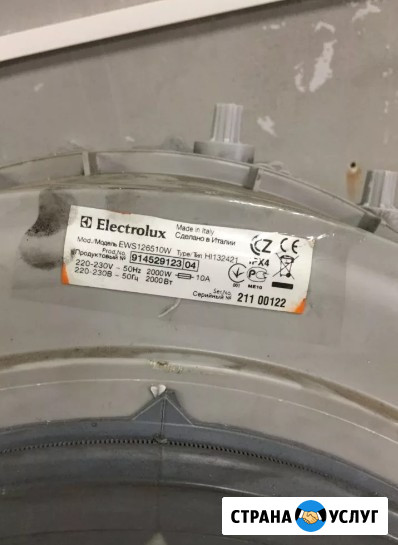 Electrolux
Made in Italy
Сделано в Италии
Mod./Модель EWS126510W Type/Тип HI132421
Prod.No.
Продуктовый № 914529123 04
220-230V ~ 50Hz 2000W 10A
220-230В ~ 50Гц 2000Вт
IPX4
CE
Ser.No.
Серийный № 211 00122
СТРАНА УСЛУГ